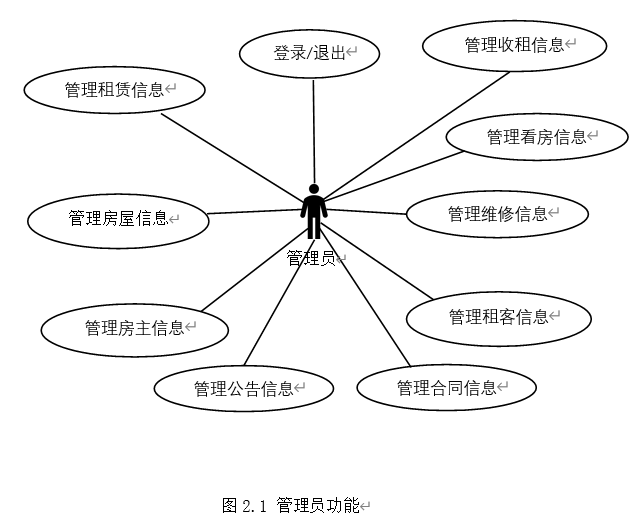 登录/退出
管理收租信息
管理租赁信息
管理看房信息
管理房屋信息
管理维修信息
管理员
管理房主信息
管理租客信息
管理公告信息
管理合同信息
图 2.1 管理员功能